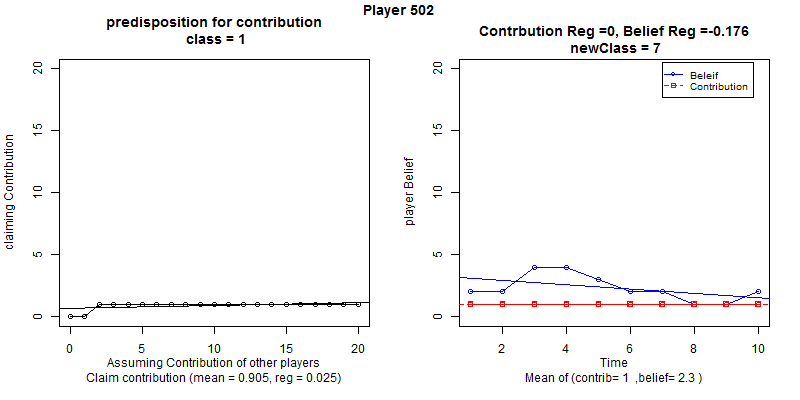 Player 502
predisposition for contribution
class = 1
claiming Contribution
0
5
10
15
20
0
5
10
15
20
Assuming Contribution of other players
Claim contribution (mean = 0.905, reg = 0.025)
Contrbution Reg =0, Belief Reg =-0.176
newClass = 7
Beleif
Contribution
player Belief
0
5
10
15
20
2
4
6
8
10
Time
Mean of (contrib= 1 ,belief= 2.3 )